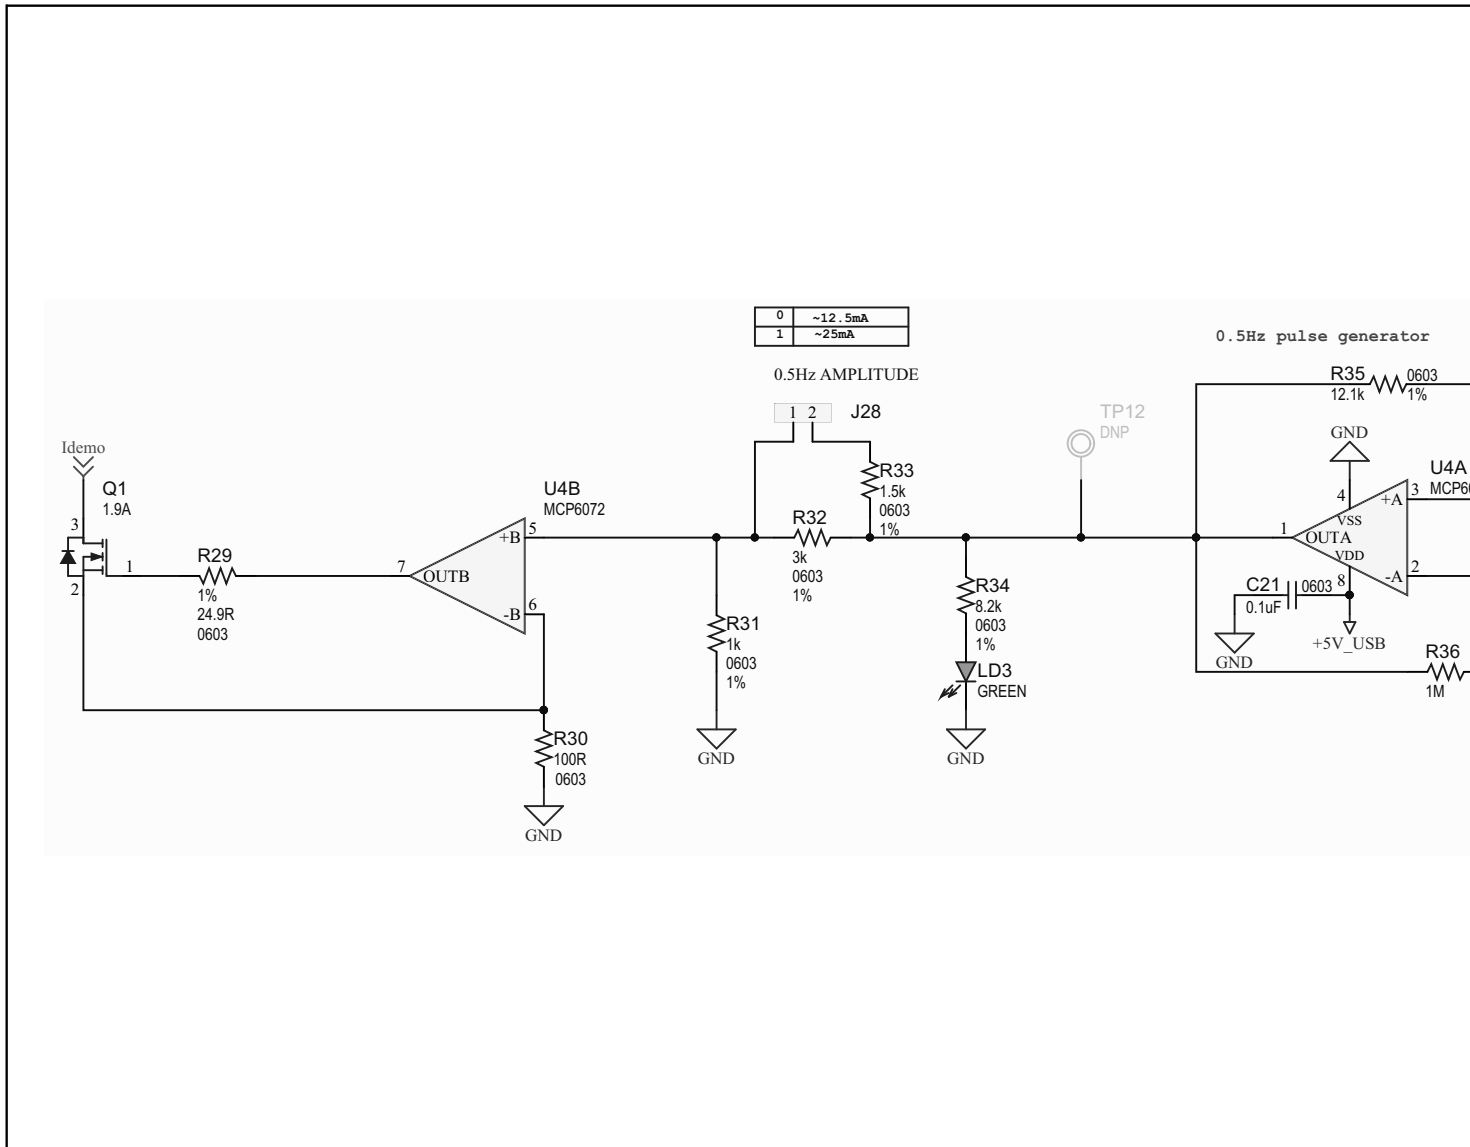 0 ~12.5mA
1 ~25mA
0.5Hz AMPLITUDE
1 2
J28
0.5Hz pulse generator
R35
12.1k
0603
1%
TP12
DNP
GND
Idemo
Q1
1.9A
3
1
2
R29
1%
24.9R
0603
U4B
MCP6072
7
OUTB
+B
5
-B
6
R33
1.5k
0603
1%
R32
3k
0603
1%
R31
1k
0603
1%
GND
R34
8.2k
0603
1%
LD3
GREEN
GND
R30
100R
0603
GND
U4A
4
VSS
+A
3
1
OUTA
VDD
-A
2
8
C21
0.1uF
0603
GND
+5V_USB
R36
1M